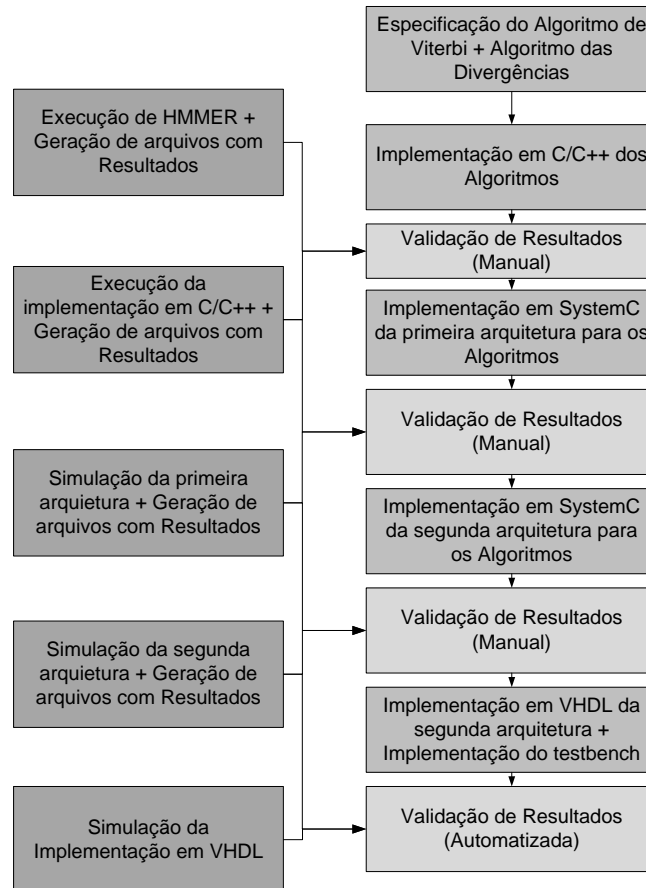 Especificação do Algoritmo de
Viterbi + Algoritmo das
Divergências
Execução de HMMER +
Geração de arquivos com
Resultados
Implementação em C/C++ dos
Algoritmos
Validação de Resultados
(Manual)
Execução da
implementação em C/C++ +
Geração de arquivos com
Resultados
Implementação em SystemC
da primeira arquitetura para os
Algoritmos
Validação de Resultados
(Manual)
Simulação da primeira
arquietura + Geração de
arquivos com Resultados
Implementação em SystemC
da segunda arquitetura para
os Algoritmos
Validação de Resultados
(Manual)
Simulação da segunda
arquietura + Geração de
arquivos com Resultados
Implementação em VHDL da
segunda arquitetura +
Implementação do testbench
Simulação da
Implementação em VHDL
Validação de Resultados
(Automatizada)